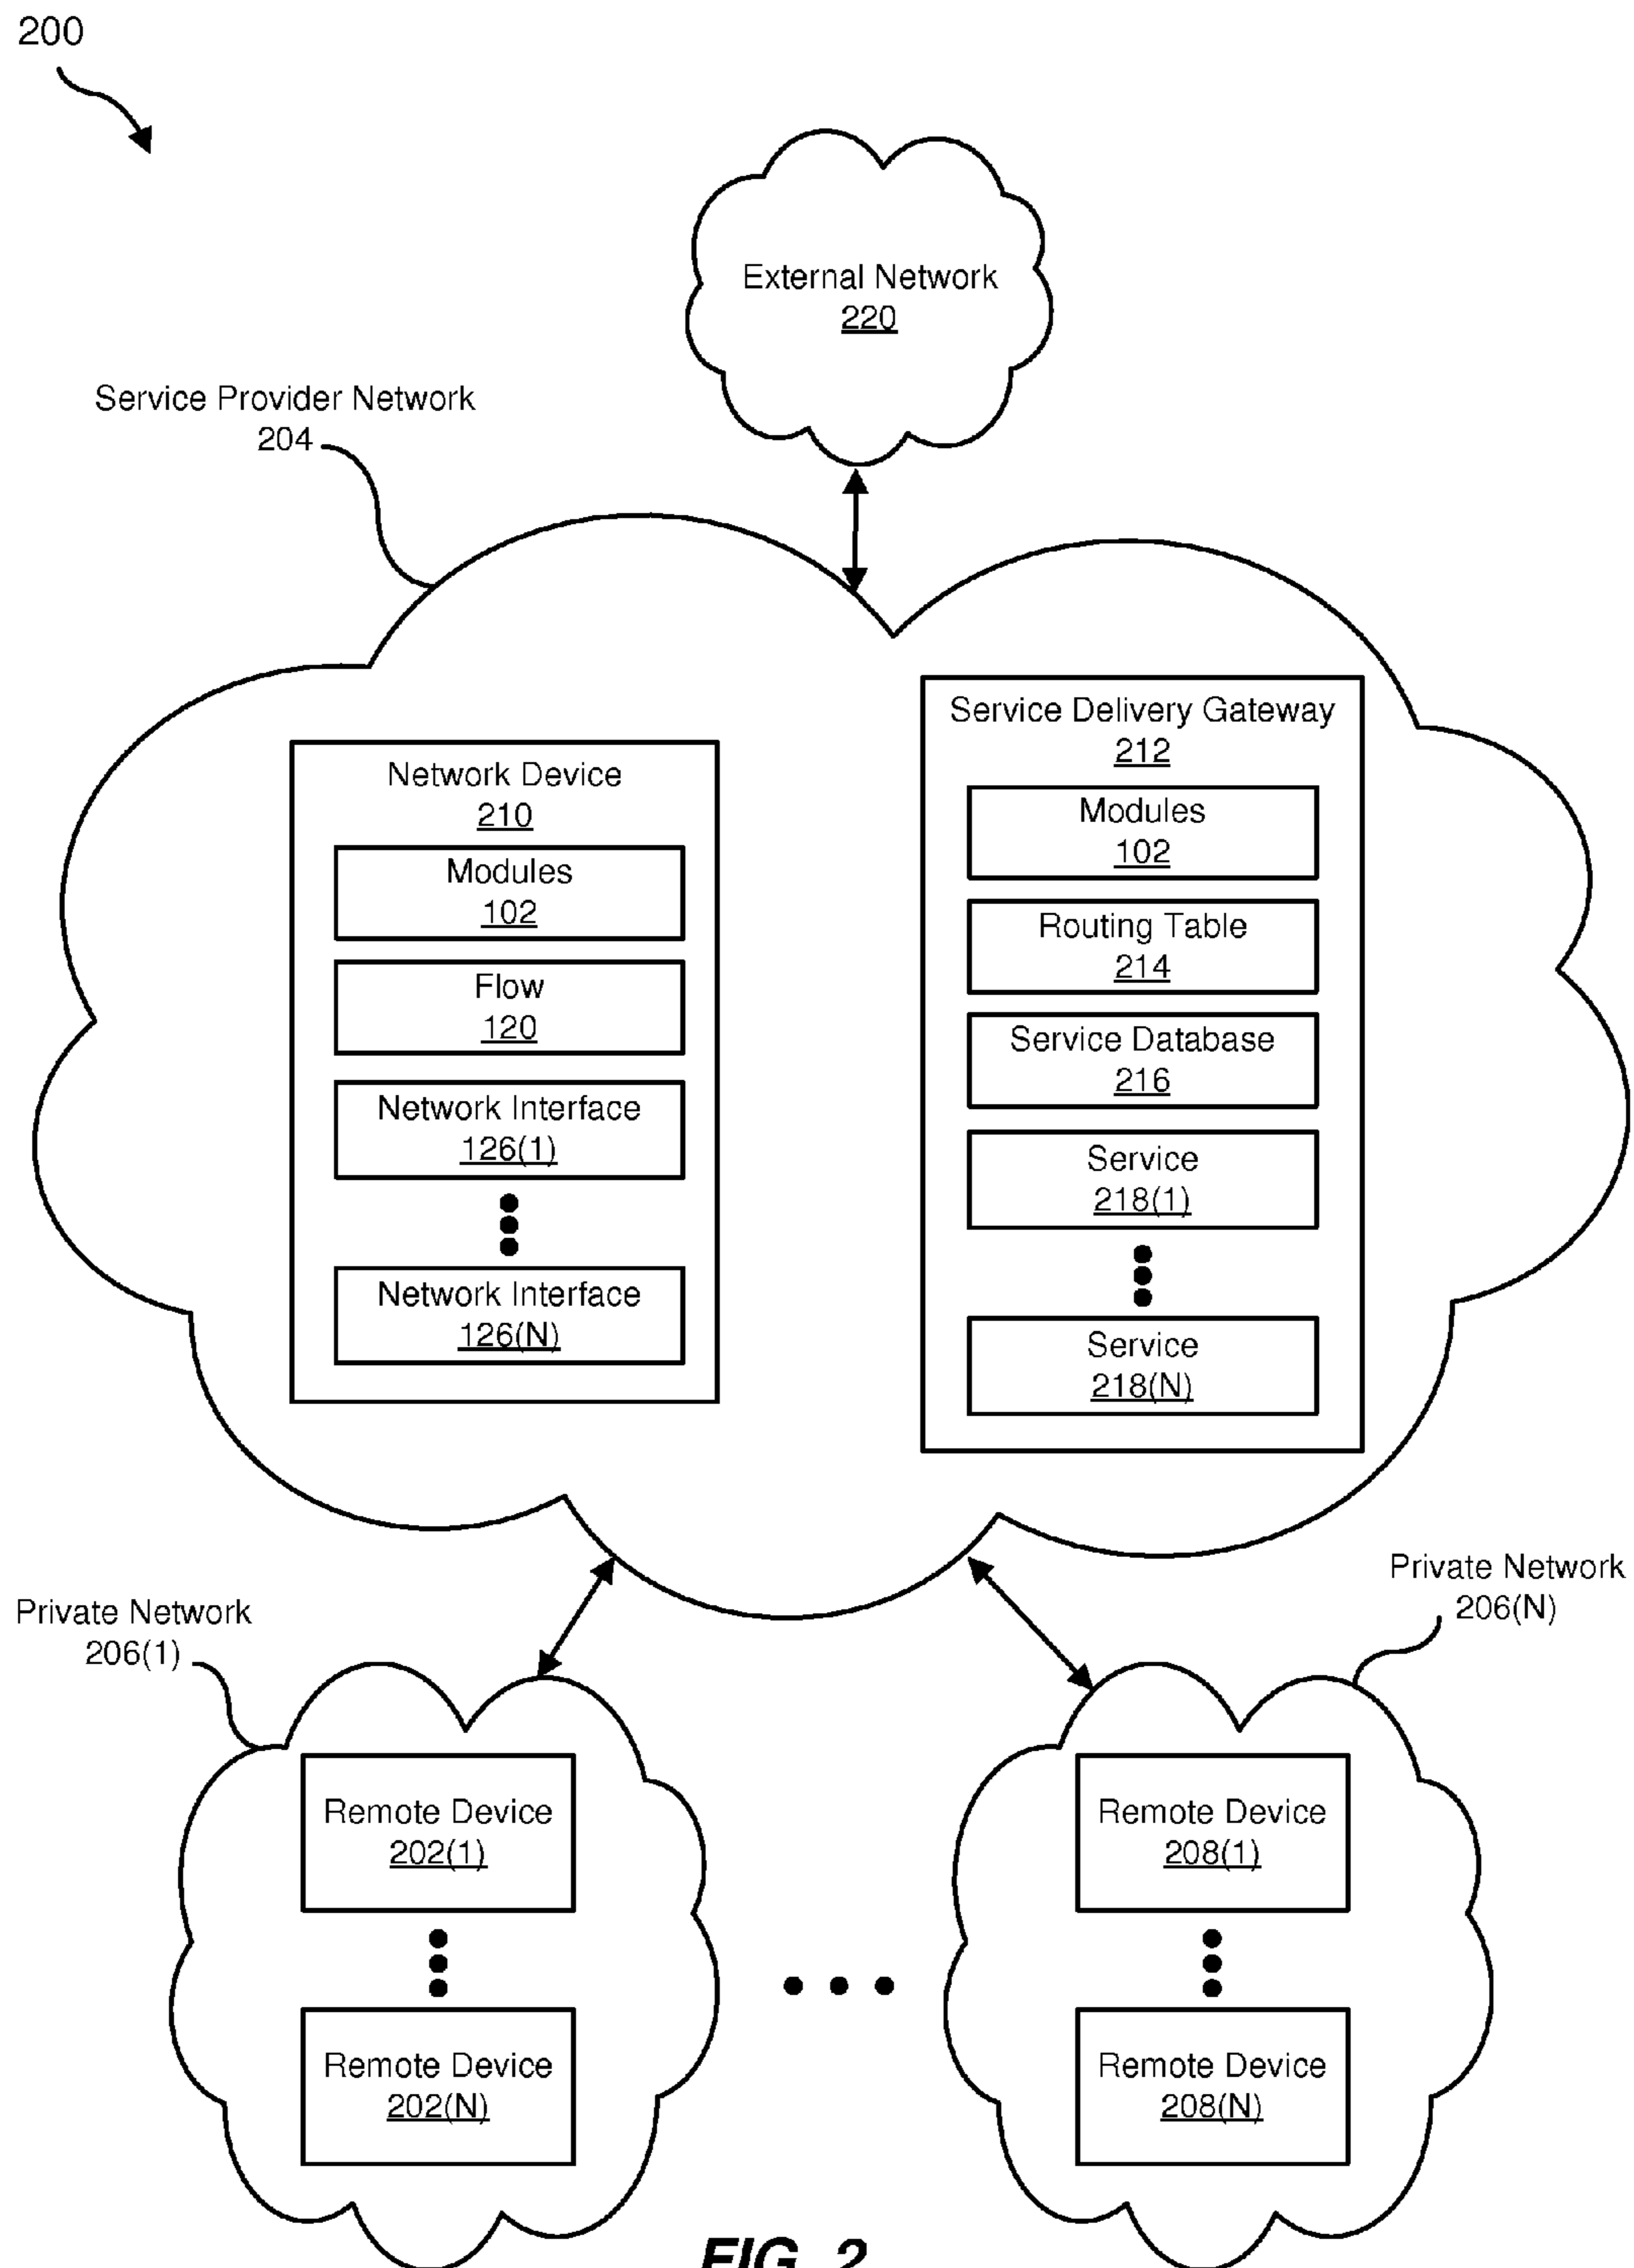 200
External Network
220
Service Provider Network
204
Service Delivery Gateway
212
Network Device
210
Modules
102
Flow
120
Network Interface
126(1)
Network Interface
126(N)
Modules
102
Routing Table
214
Service Database
216
Service
218(1)
Service
218(N)
Private Network
206(1)
Private Network
206(N)
Remote Device
202(1)
Remote Device
202(N)
Remote Device
208(1)
Remote Device
208(N)
FIG. 2